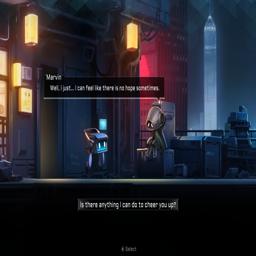 Marvin
Well, i just... I can feel like there is no hope sometimes.
Is there anything I can do to cheer you up?
Select